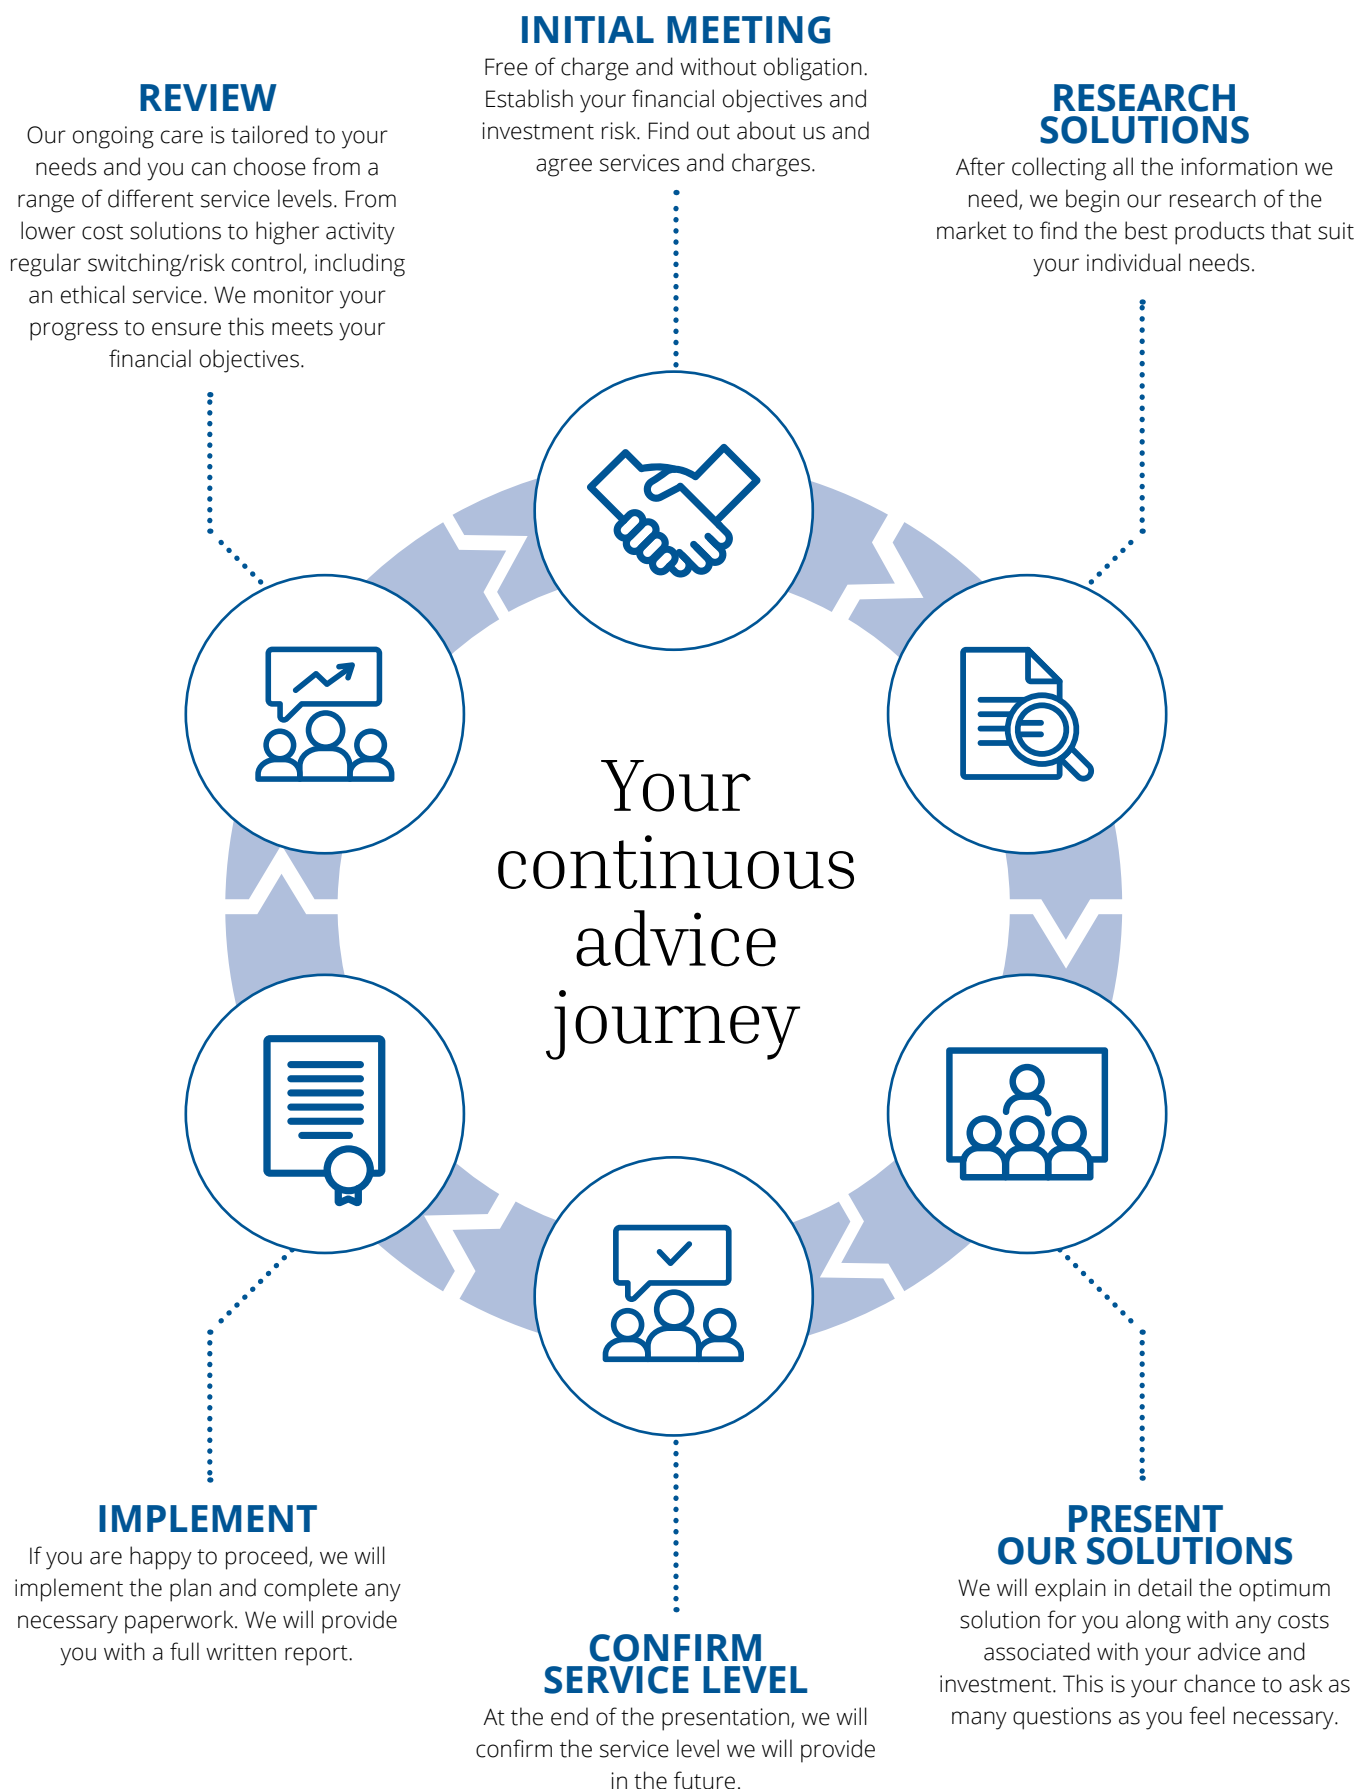 INITIAL MEETING
Free of charge and without obligation.
Establish your financial objectives and
investment risk. Find out about us and
agree services and charges.
RESEARCH
SOLUTIONS
After collecting all the information we
need, we begin our research of the
market to find the best products that suit
your individual needs.
PRESENT
OUR SOLUTIONS
We will explain in detail the optimum
solution for you along with any costs
associated with your advice and
investment. This is your chance to ask as
many questions as you feel necessary.
CONFIRM
SERVICE LEVEL
At the end of the presentation, we will
confirm the service level we will provide
in the future.
IMPLEMENT
If you are happy to proceed, we will
implement the plan and complete any
necessary paperwork. We will provide
you with a full written report.
REVIEW
Our ongoing care is tailored to your
needs and you can choose from a
range of different service levels. From
lower cost solutions to higher activity
regular switching/risk control, including
an ethical service. We monitor your
progress to ensure this meets your
financial objectives.
Your
continuous
advice
journey